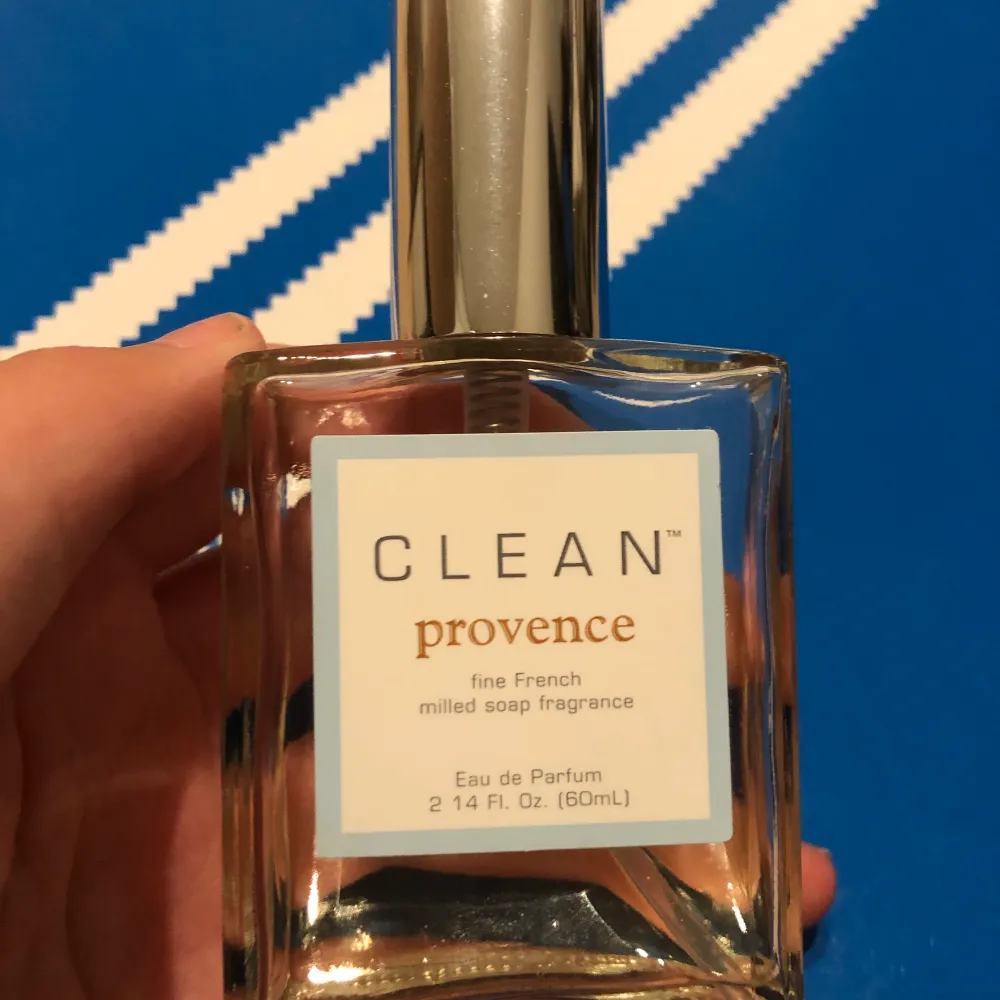 CLEAN™
provence
fine French
milled soap fragrance
Eau de Parfum
2 14 Fl. Oz. (60mL)